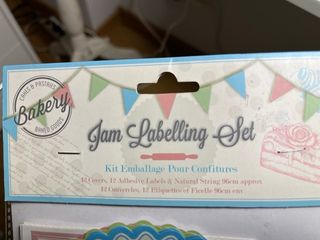 CAKES & PASTRIES
Bakery
BAKED GOODS
Jam Labelling Set
Kit Emballage Pour Confitures
12 Covers, 12 Adhesive Labels & Natural String 96cm approx
12 Couvercles, 12 Étiquettes et Ficelle 96cm env